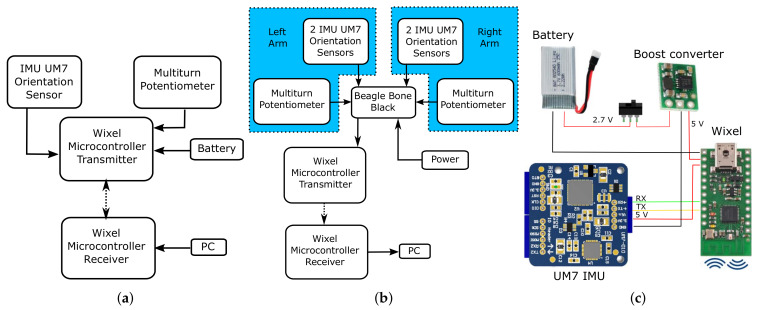 IMU UM7
Orientation
Sensor
Multiturn
Potentiometer
Wixel
Microcontroller
Transmitter
Battery
Wixel
Microcontroller
Receiver
PC
(a)
Left
Arm
2 IMU UM7
Orientation
Sensors
2 IMU UM7
Orientation
Sensors
Right
Arm
Multiturn
Potentiometer
Beagle Bone
Black
Multiturn
Potentiometer
Wixel
Microcontroller
Transmitter
Power
Wixel
Microcontroller
Receiver
PC
(b)
Battery
Boost converter
2.7 V
5 V
Wixel
RX
TX
5 V
UM7 IMU
(c)